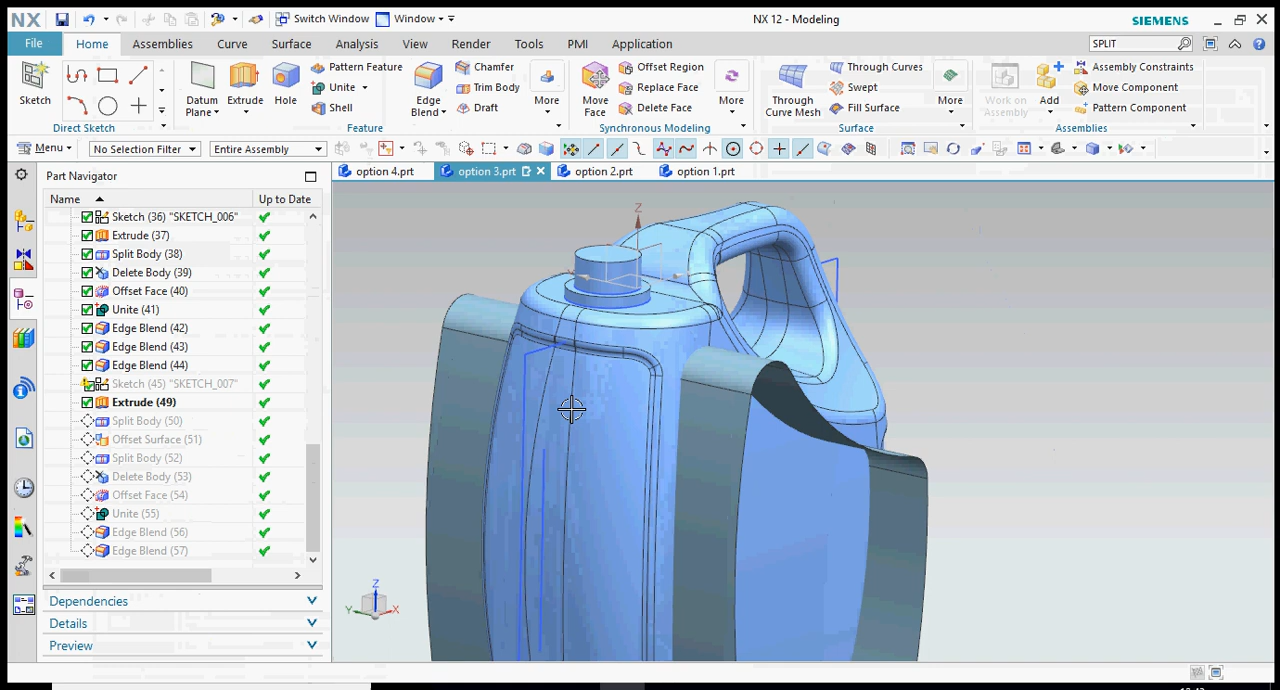 NX
Switch Window
Window
NX 12 - Modeling
SIEMENS
File
Home
Assemblies
Curve
Surface
Analysis
View
Render
Tools
PMI
Application
SPLIT
Sketch
Direct Sketch
Datum Plane
Extrude
Hole
Pattern Feature
Unite
Shell
Edge Blend
Chamfer
Trim Body
Draft
More
Feature
Move Face
Offset Region
Replace Face
Delete Face
More
Synchronous Modeling
Through Curve Mesh
Through Curves
Swept
Fill Surface
More
Surface
Work on Assembly
Add
Assembly Constraints
Move Component
Pattern Component
Assemblies
Menu
No Selection Filter
Entire Assembly
Part Navigator
option 4.prt
option 3.prt
option 2.prt
option 1.prt
Name
Up to Date
Sketch (36) "SKETCH_006"
Extrude (37)
Split Body (38)
Delete Body (39)
Offset Face (40)
Unite (41)
Edge Blend (42)
Edge Blend (43)
Edge Blend (44)
Sketch (45) "SKETCH_007"
Extrude (49)
Split Body (50)
Offset Surface (51)
Split Body (52)
Delete Body (53)
Offset Face (54)
Unite (55)
Edge Blend (56)
Edge Blend (57)
Dependencies
Details
Preview
Z
Z
Y
X